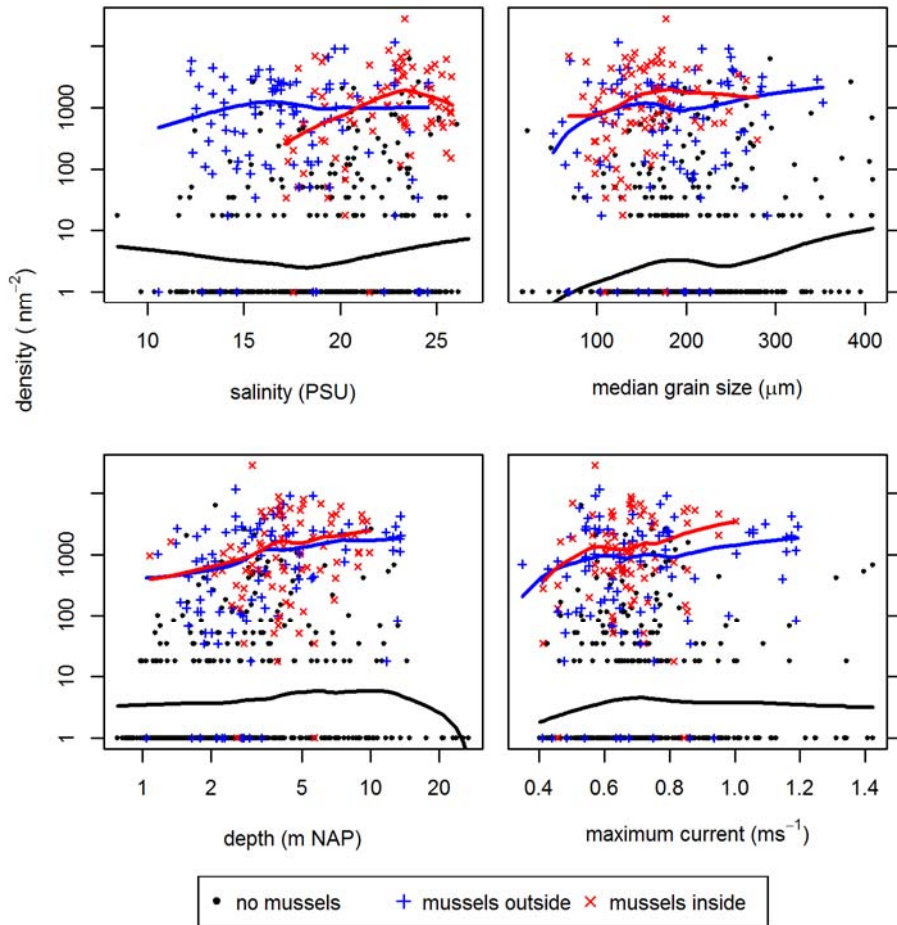 1 10 100 1000
10 15 20 25
salinity (PSU)
100 200 300 400
median grain size (μm)
density ( nm⁻²)
1 10 100 1000
1 2 5 10 20
depth (m NAP)
0.4 0.6 0.8 1.0 1.2 1.4
maximum current (ms⁻¹)
no mussels mussels outside mussels inside